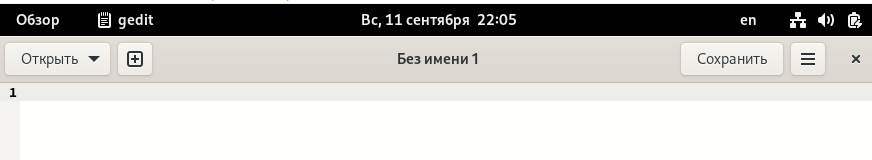 Обзор gedit Вс, 11 сентября 22:05 en
Открыть Без имени 1 Сохранить
1